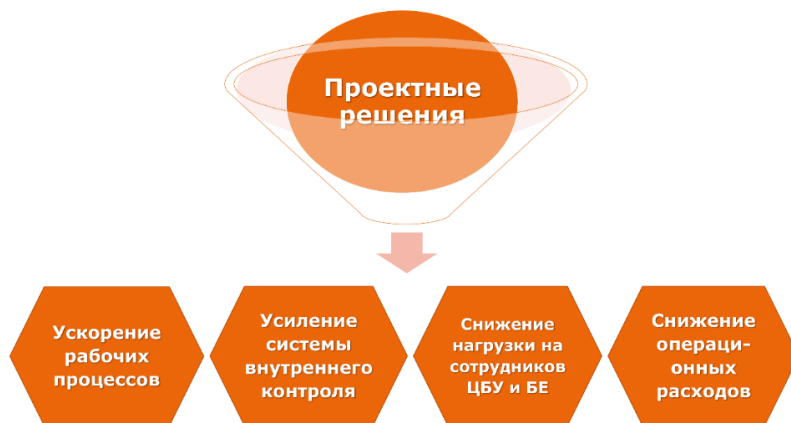 Проектные
решения
Ускорение
рабочих
процессов
Усиление
системы
внутреннего
контроля
Снижение
нагрузки на
сотрудников
ЦБУ и БЕ
Снижение
операци-
онных
расходов